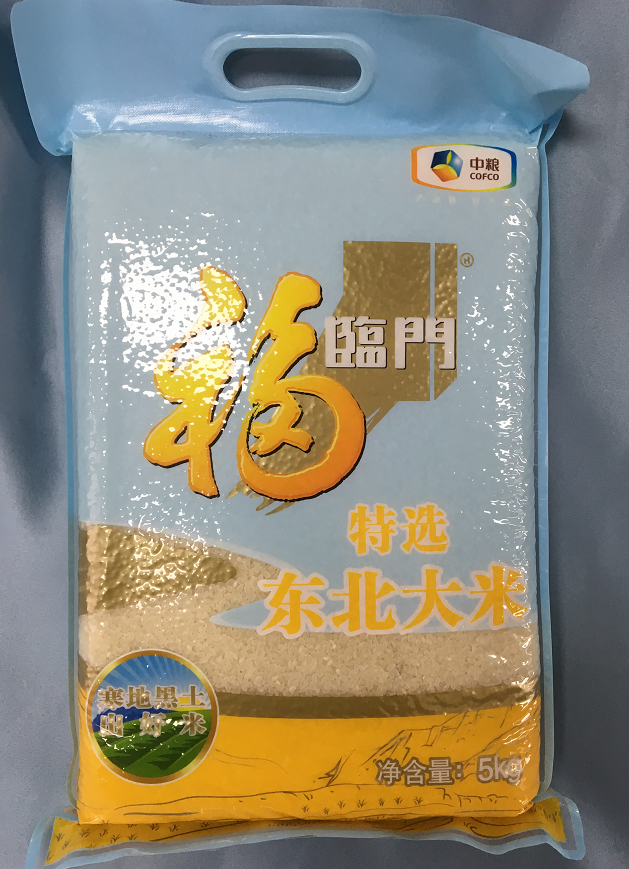 中粮
COFCO
福
臨門
特选
东北大米
寒地黑土
出好米
净含量：5kg